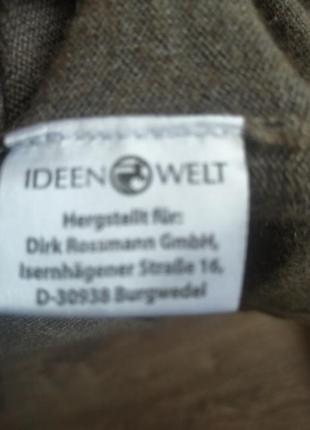 IDEEN WELT
Hergstellt für:
Dirk Rossmann GmbH,
Isernhägener Straße 16,
D-30938 Burgwedel